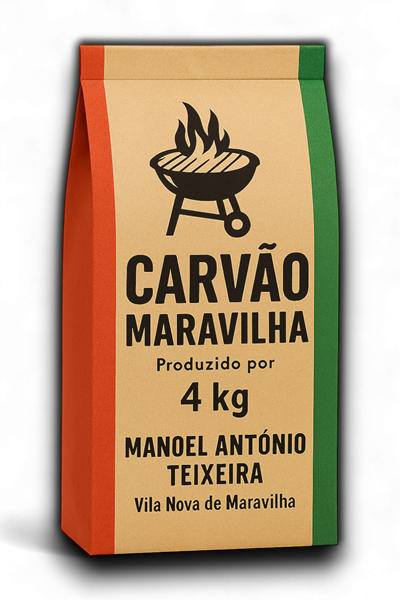 CARVÃO
MARAVILHA
Produzido por
4 kg
MANOEL ANTÓNIO
TEIXEIRA
Vila Nova de Maravilha